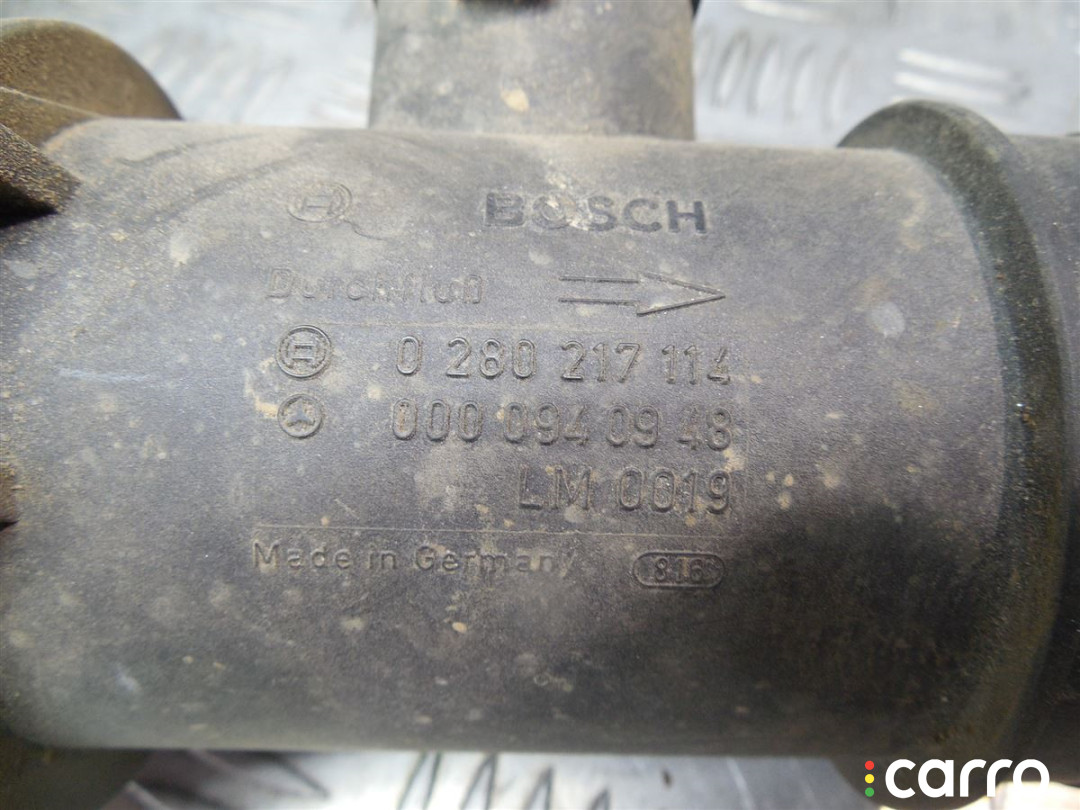 BOSCH
Durchfluß
0 280 217 114
000 094 09 48
LM 0019
Made in Germany 816
carro